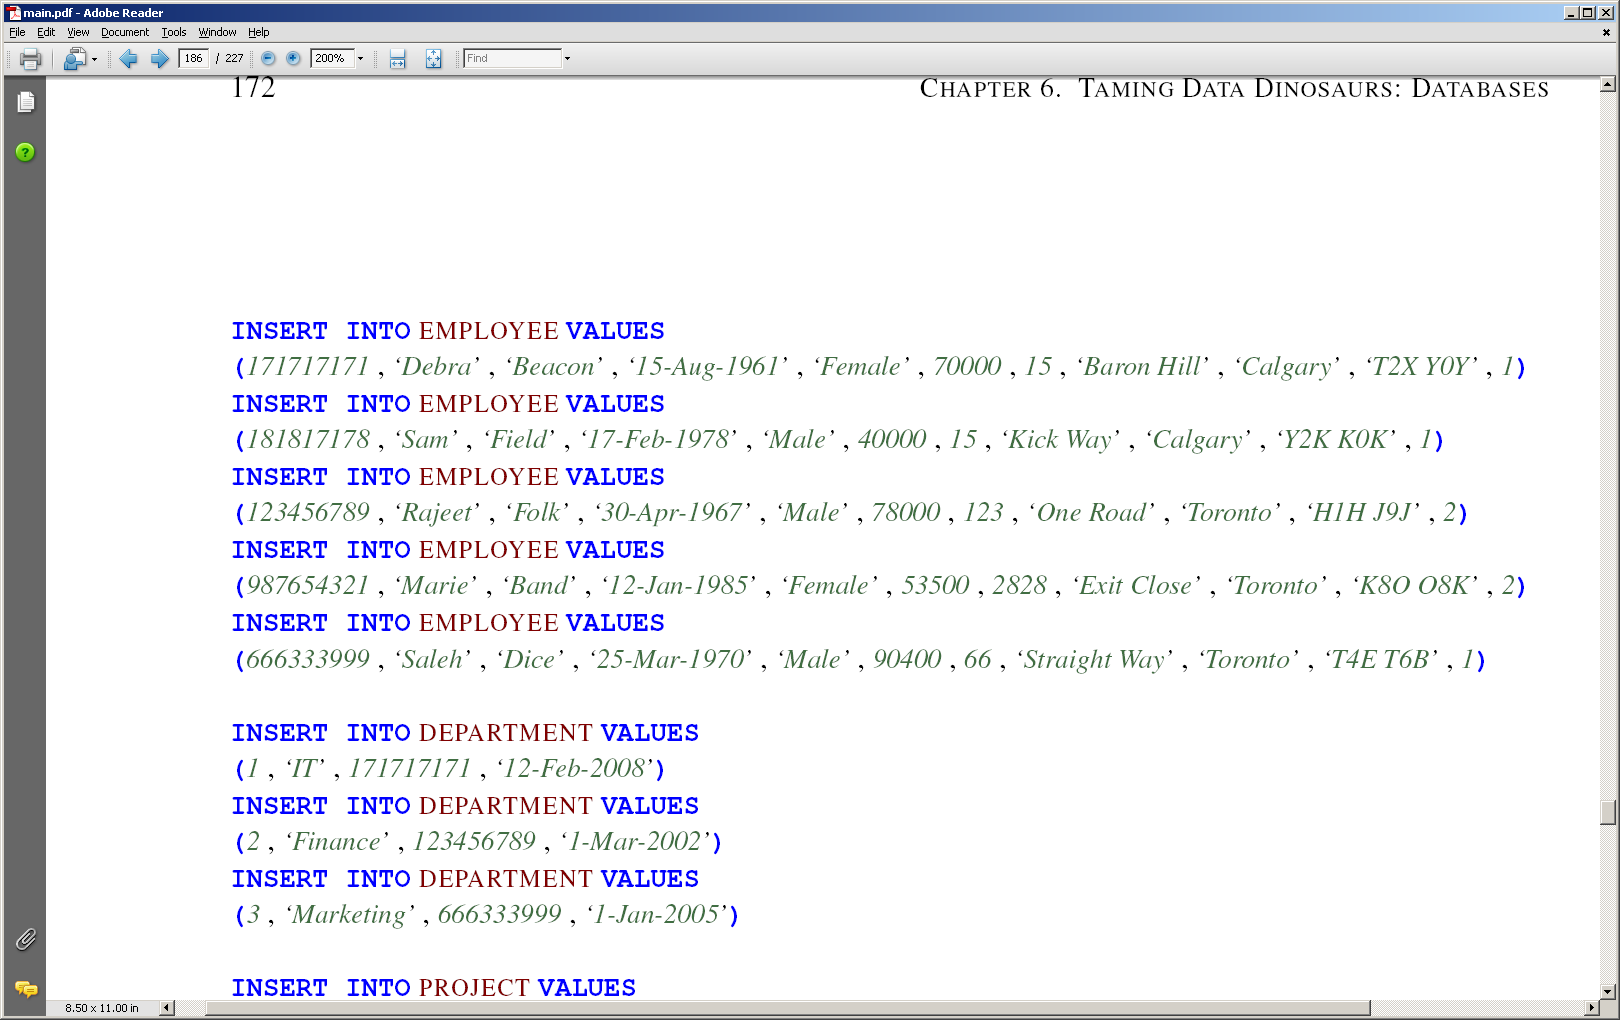 main.pdf - Adobe Reader
File Edit View Document Tools Window Help
186 / 227 200% Find
172 CHAPTER 6. TAMING DATA DINOSAURS: DATABASES
INSERT INTO EMPLOYEE VALUES
(171717171 , ‘Debra’ , ‘Beacon’ , ‘15-Aug-1961’ , ‘Female’ , 70000 , 15 , ‘Baron Hill’ , ‘Calgary’ , ‘T2X Y0Y’ , 1)
INSERT INTO EMPLOYEE VALUES
(181817178 , ‘Sam’ , ‘Field’ , ‘17-Feb-1978’ , ‘Male’ , 40000 , 15 , ‘Kick Way’ , ‘Calgary’ , ‘Y2K K0K’ , 1)
INSERT INTO EMPLOYEE VALUES
(123456789 , ‘Rajeet’ , ‘Folk’ , ‘30-Apr-1967’ , ‘Male’ , 78000 , 123 , ‘One Road’ , ‘Toronto’ , ‘H1H J9J’ , 2)
INSERT INTO EMPLOYEE VALUES
(987654321 , ‘Marie’ , ‘Band’ , ‘12-Jan-1985’ , ‘Female’ , 53500 , 2828 , ‘Exit Close’ , ‘Toronto’ , ‘K8O O8K’ , 2)
INSERT INTO EMPLOYEE VALUES
(666333999 , ‘Saleh’ , ‘Dice’ , ‘25-Mar-1970’ , ‘Male’ , 90400 , 66 , ‘Straight Way’ , ‘Toronto’ , ‘T4E T6B’ , 1)
INSERT INTO DEPARTMENT VALUES
(1 , ‘IT’ , 171717171 , ‘12-Feb-2008’)
INSERT INTO DEPARTMENT VALUES
(2 , ‘Finance’ , 123456789 , ‘1-Mar-2002’)
INSERT INTO DEPARTMENT VALUES
(3 , ‘Marketing’ , 666333999 , ‘1-Jan-2005’)
INSERT INTO PROJECT VALUES
8.50 x 11.00 in